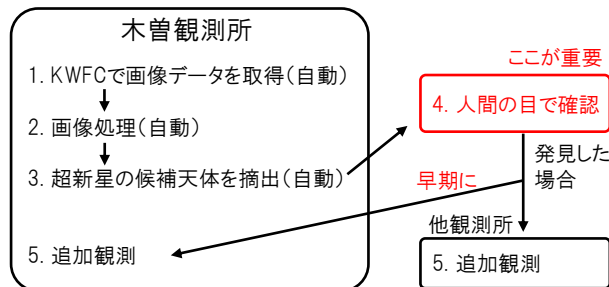 木曽観測所
1. KWFCで画像データを取得(自動)
2. 画像処理(自動)
3. 超新星の候補天体を摘出(自動)
5. 追加観測
ここが重要
4. 人間の目で確認
発見した
場合
早期に
他観測所
5. 追加観測